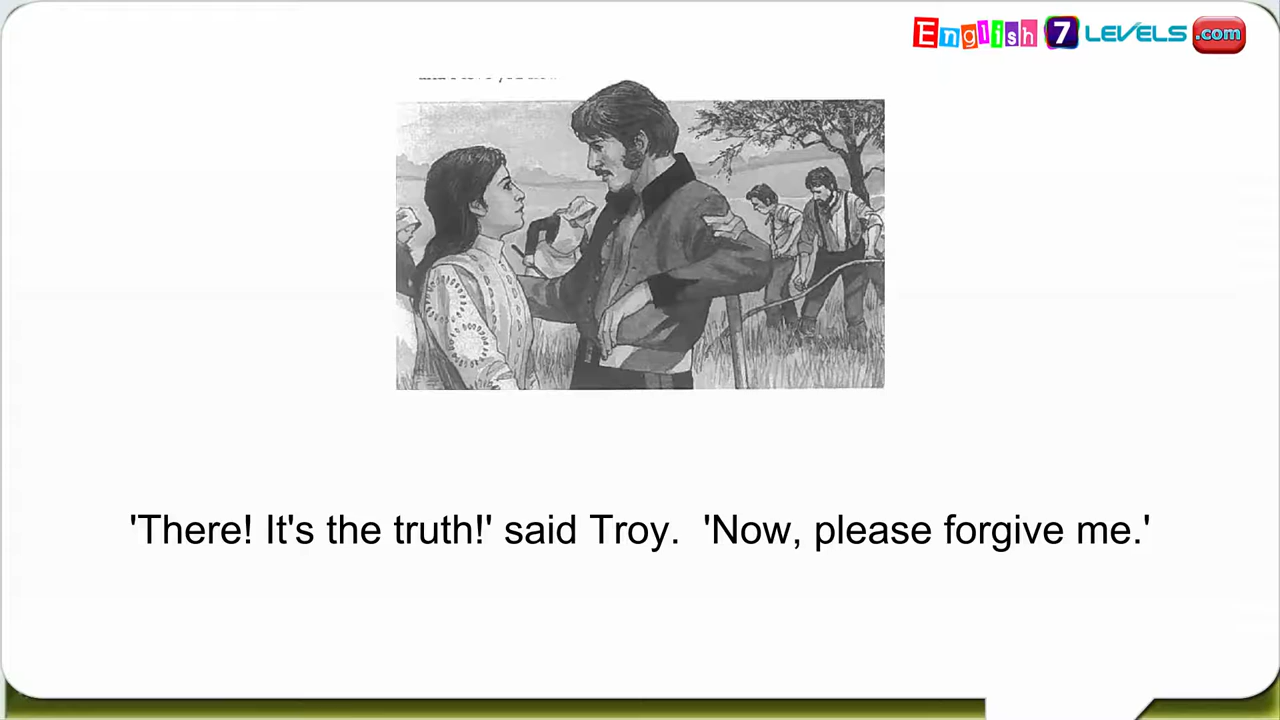 English 7 LEVELS .com
'There! It's the truth!' said Troy.  'Now, please forgive me.'